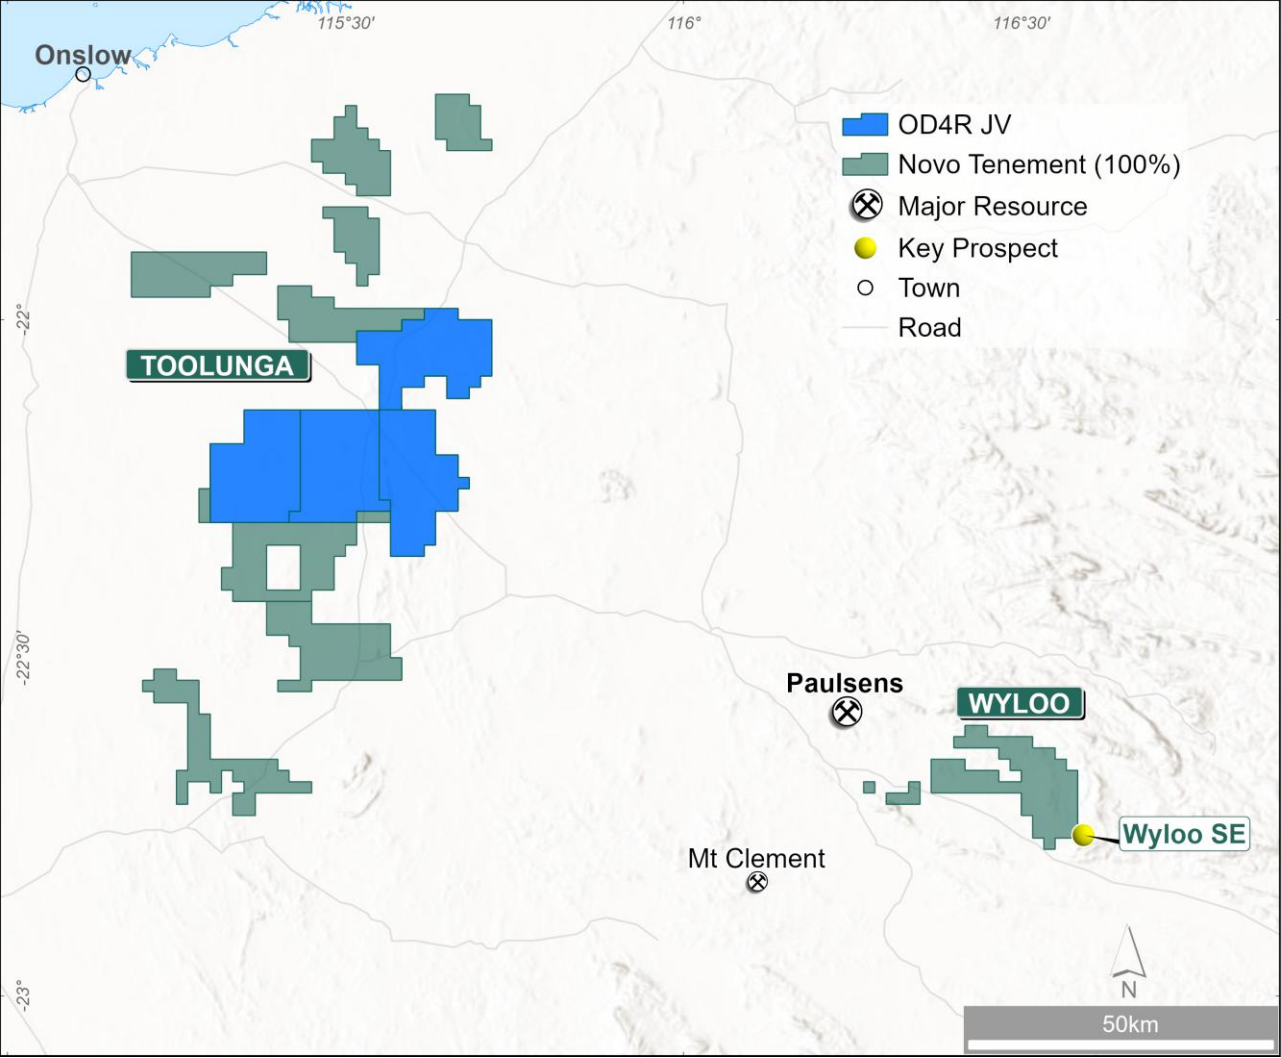 115°30'
116°
116°30'
Onslow
OD4R JV
Novo Tenement (100%)
Major Resource
Key Prospect
Town
Road
-22°
TOOLUNGA
-22°30'
Paulsens
WYLOO
Wyloo SE
Mt Clement
-23°
N
50km